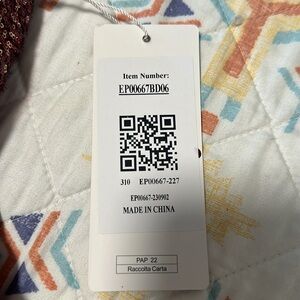 Item Number:
EP00667BD06
310 EP00667-227
EP00667-230902
MADE IN CHINA
PAP 22
Raccolta Carta